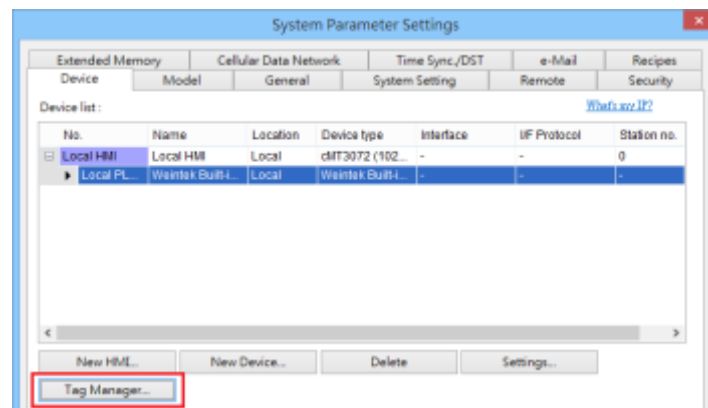 System Parameter Settings
Extended Memory Cellular Data Network Time Sync./DST e-Mail Recipes
Device Model General System Setting Remote Security
Device list : What's my IP?
No. Name Location Device type Interface I/F Protocol Station no.
Local HMI Local HMI Local cMT3072 (102... - - 0
Local PL... Weintek Built-i... Local Weintek Built-i... - - -
New HMI... New Device... Delete Settings...
Tag Manager...